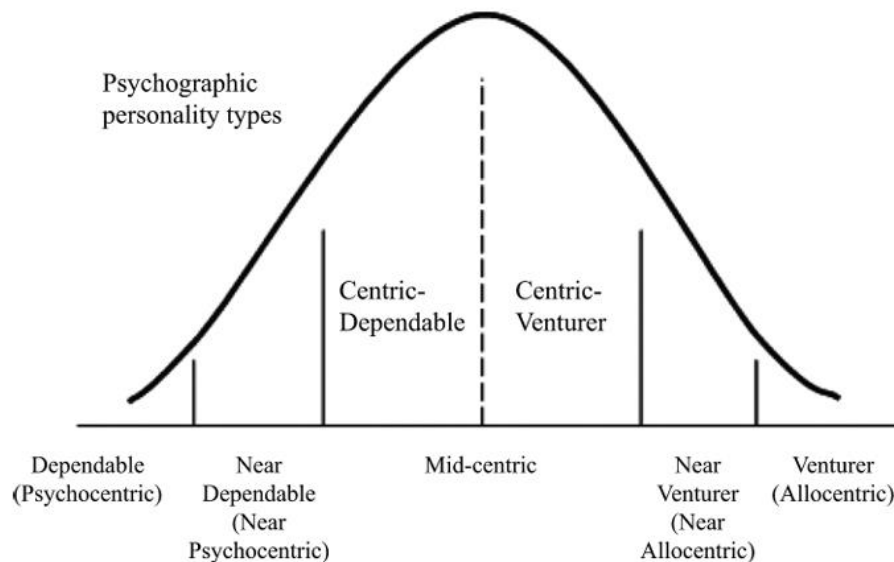 Psychographic
personality types
Centric-
Dependable
Centric-
Venturer
Dependable
(Psychocentric)
Near
Dependable
(Near
Psychocentric)
Mid-centric
Near
Venturer
(Near
Allocentric)
Venturer
(Allocentric)